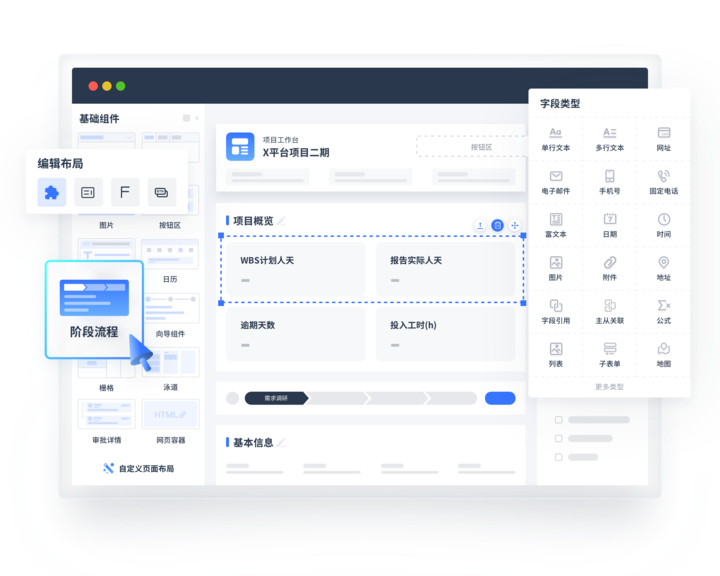 基础组件
编辑布局
图片
按钮区
日历
阶段流程
向导组件
栅格
泳道
HTML
审批详情
网页容器
自定义页面布局
项目工作台
X平台项目二期
按钮区
项目概览
WBS计划人天
报告实际人天
逾期天数
投入工时(h)
需求调研
基本信息
字段类型
Aa
A
单行文本
多行文本
网址
电子邮件
手机号
固定电话
7
富文本
日期
时间
图片
附件
地址
字段引用
主从关联
公式
列表
子表单
地图
更多类型